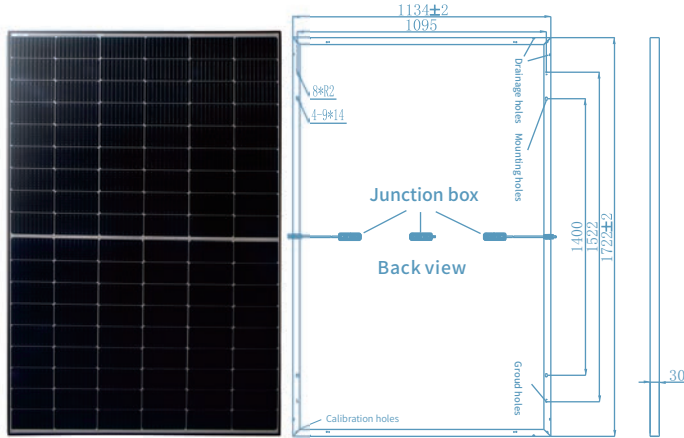 1134±2
1095
Drainage holes
8*R2
4-9*14
Mounting holes
Junction box
1400
1522
1722±2
Back view
Groud holes
30
Calibration holes